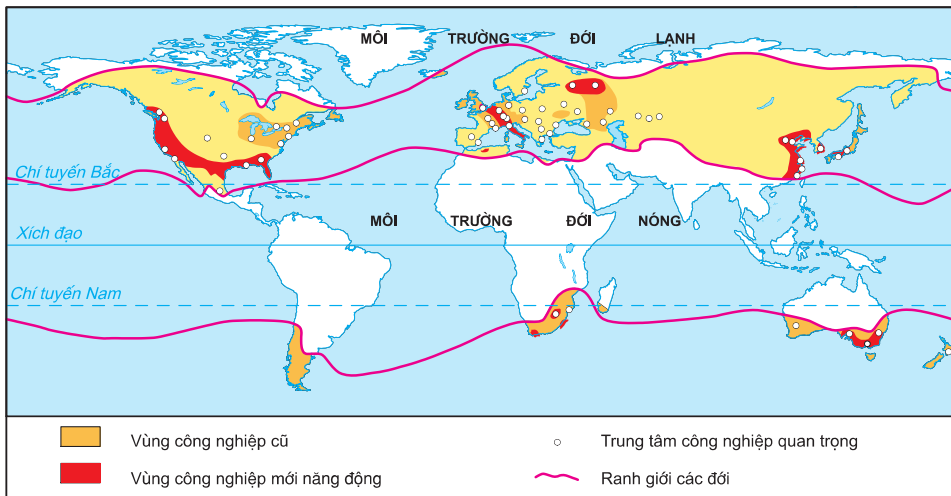 MÔI TRƯỜNG ĐỚI LẠNH
Chí tuyến Bắc
MÔI TRƯỜNG ĐỚI NÓNG
Xích đạo
Chí tuyến Nam
Vùng công nghiệp cũ
Trung tâm công nghiệp quan trọng
Vùng công nghiệp mới năng động
Ranh giới các đới